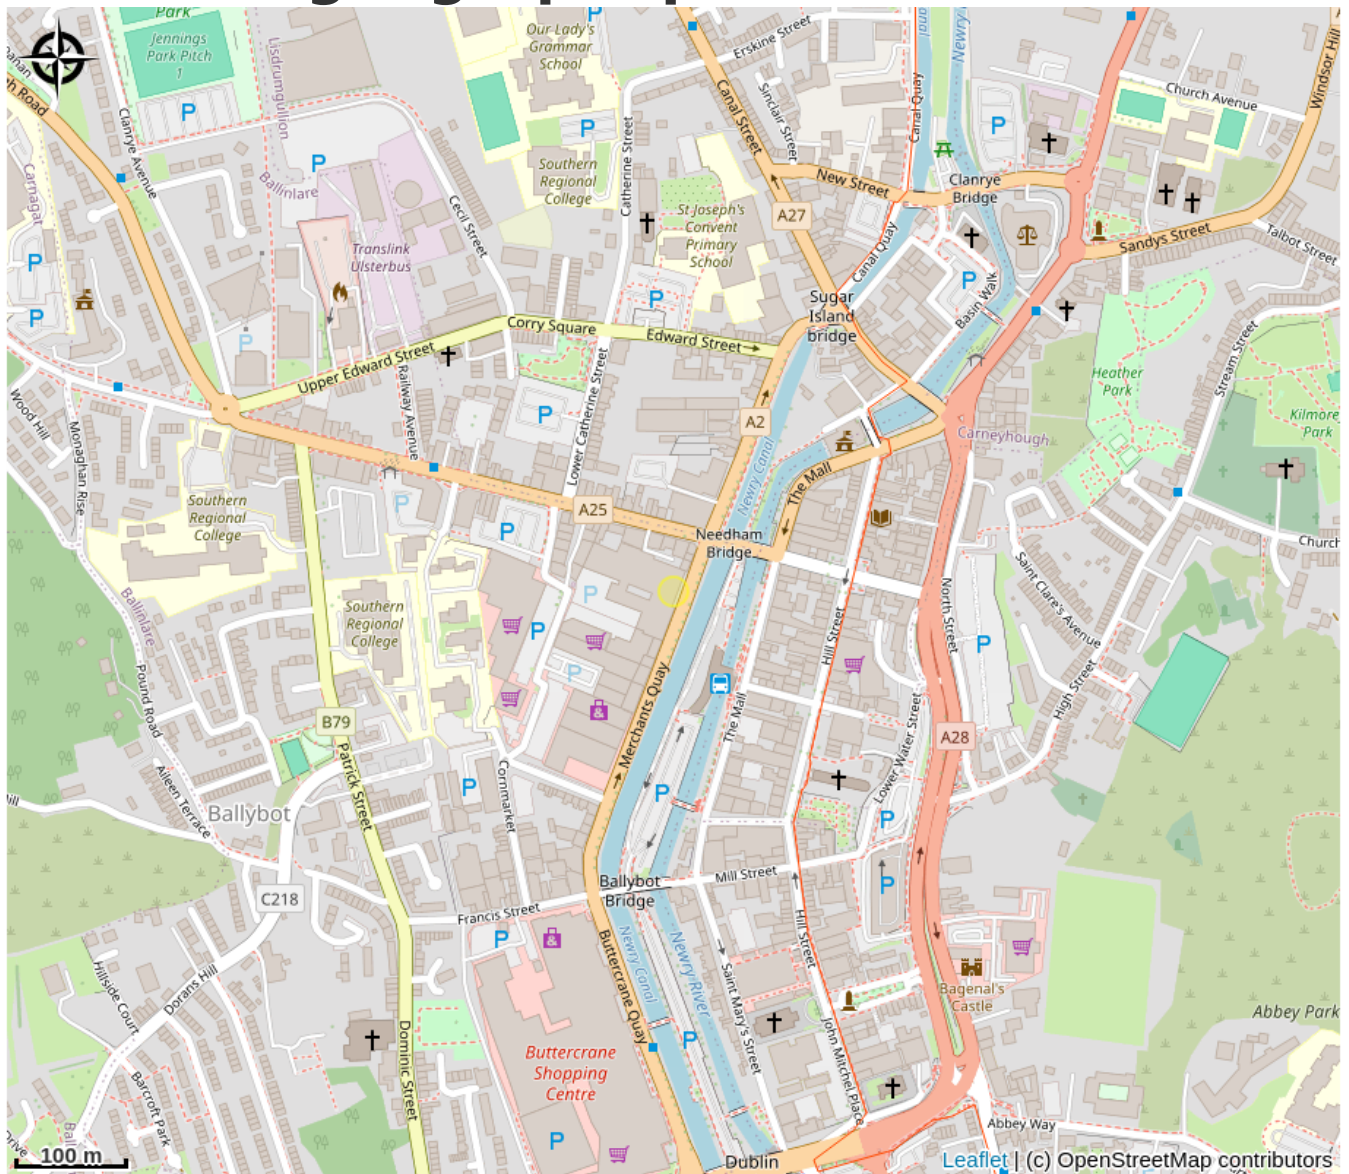 Park
Jennings
Park Pitch
1
Lisdrumgullion
Our Lady's
Grammar
School
Erskine Street
Canal Street
Sinclair Street
Canal Quay
Newry
Church Avenue
Windsor Hill
Clanrye Avenue
Carnagat
Ballinlare
Cecil Street
Southern
Regional
College
Catherine Street
St Joseph's
Convent
Primary
School
New Street
A27
Clanrye
Bridge
Sandys Street
Talbot Street
Translink
Ulsterbus
Canal Quay
Basin Walk
Sugar
Island
bridge
Corry Square
Edward Street
Upper Edward Street
Railway Avenue
Lower Catherine Street
Stream Street
Heather
Park
Kilmore
Park
Carneyhough
Wood Hill
Monaghan Rise
A2
Newry Canal
The Mall
Southern
Regional
College
A25
Needham
Bridge
Church
Saint Clare's Avenue
North Street
Ballinlare
Southern
Regional
College
Hill Street
High Street
Pound Road
Merchants Quay
The Mall
Lower Water Street
B79
A28
Patrick Street
Aileen Terrace
Ballybot
Cornmarket
C218
Ballybot
Bridge
Mill Street
Francis Street
Hill Street
Hillside Court
Dorans Hill
Buttercrane Quay
Newry Canal
Newry River
Saint Mary's Street
Bagenal's
Castle
Abbey Park
John Mitchel Place
Dominic Street
Buttercrane
Shopping
Centre
Barcroft Park
Drive
Abbey Way
Dublin
100 m
Leaflet | (c) OpenStreetMap contributors